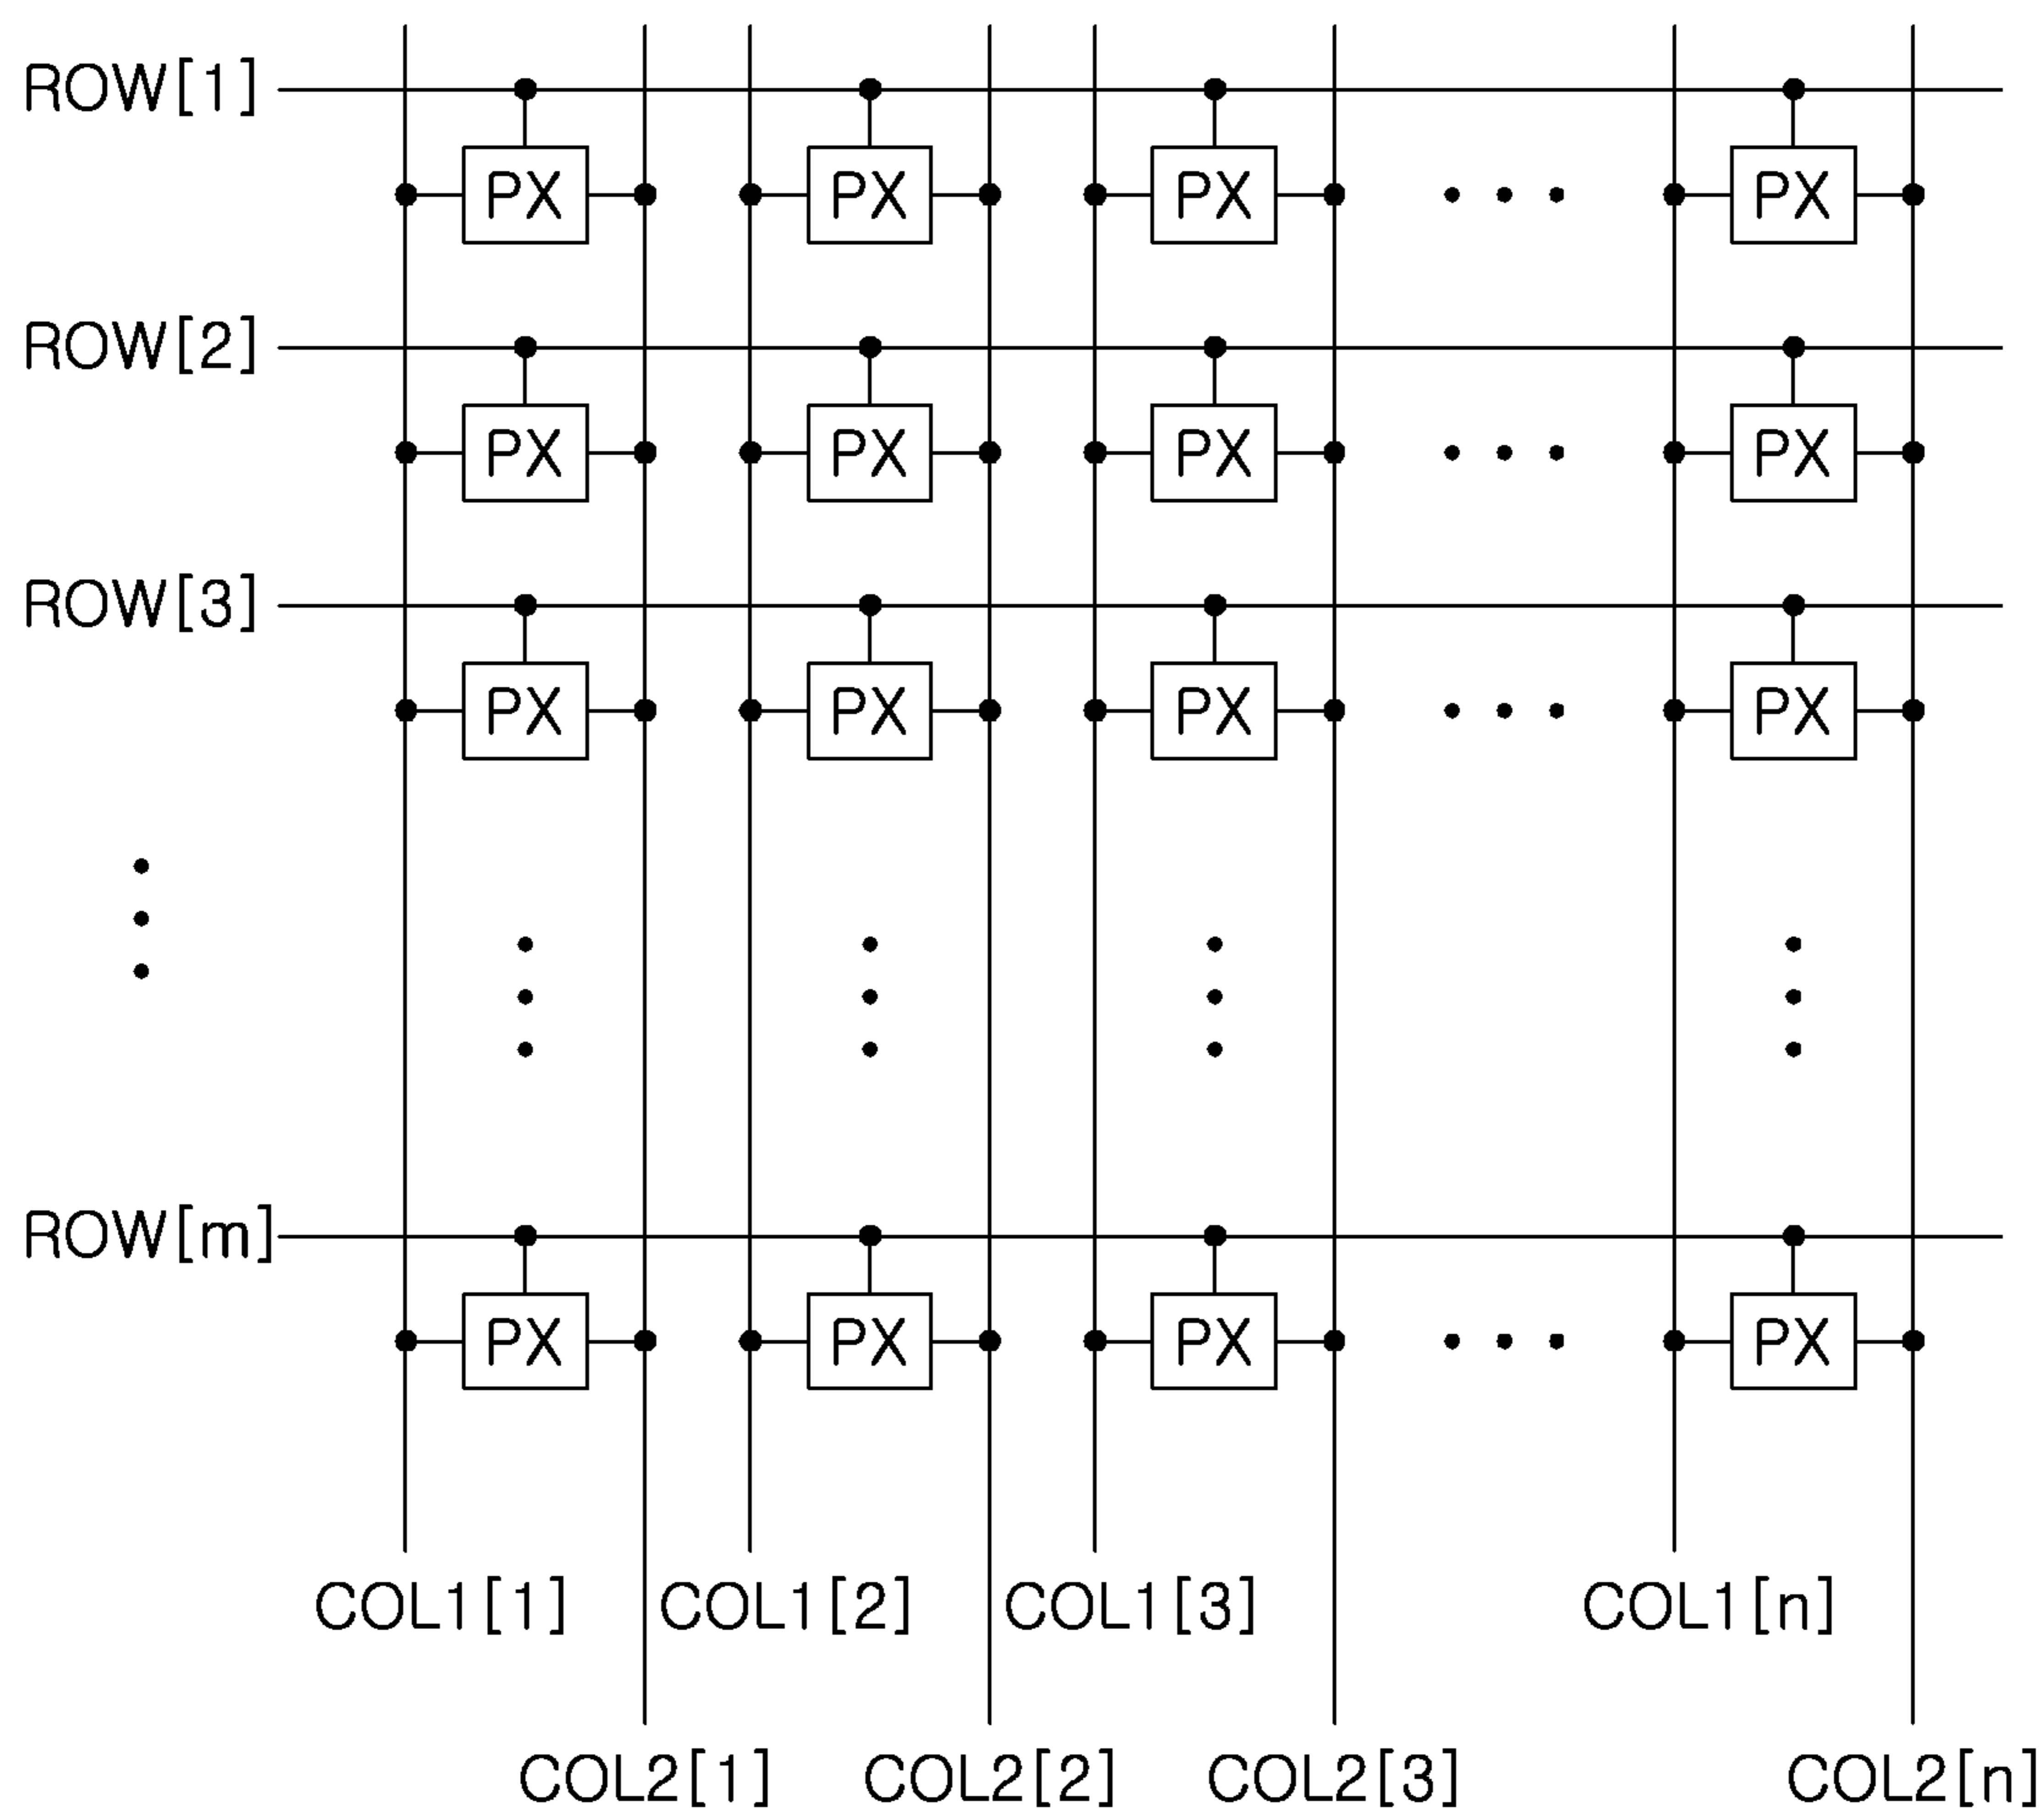 ROW[1]
PX PX PX PX
ROW[2]
PX PX PX PX
ROW[3]
PX PX PX PX
ROW[m]
PX PX PX PX
COL1[1] COL1[2] COL1[3] COL1[n]
COL2[1] COL2[2] COL2[3] COL2[n]